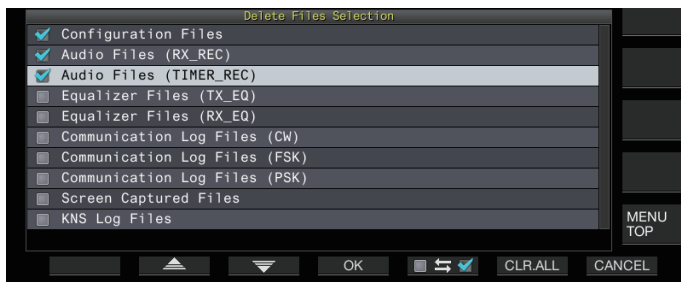 Delete Files Selection
Configuration Files
Audio Files (RX_REC)
Audio Files (TIMER_REC)
Equalizer Files (TX_EQ)
Equalizer Files (RX_EQ)
Communication Log Files (CW)
Communication Log Files (FSK)
Communication Log Files (PSK)
Screen Captured Files
KNS Log Files
MENU
TOP
OK
CLR.ALL
CANCEL